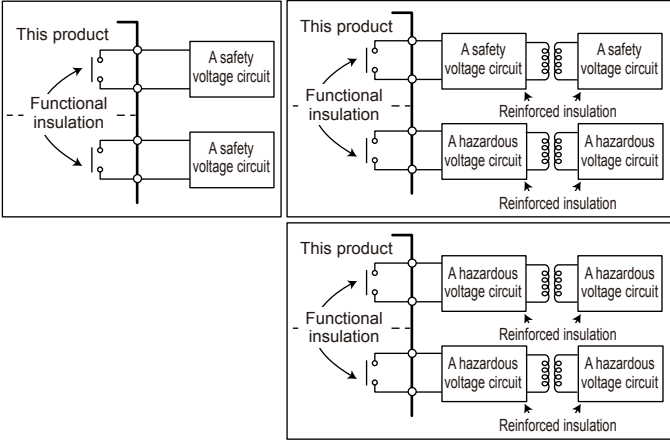 This product
A safety
voltage circuit
Functional
insulation
A safety
voltage circuit
This product
A safety
voltage circuit
A safety
voltage circuit
Reinforced insulation
Functional
insulation
A hazardous
voltage circuit
A hazardous
voltage circuit
Reinforced insulation
This product
A hazardous
voltage circuit
A hazardous
voltage circuit
Reinforced insulation
Functional
insulation
A hazardous
voltage circuit
A hazardous
voltage circuit
Reinforced insulation